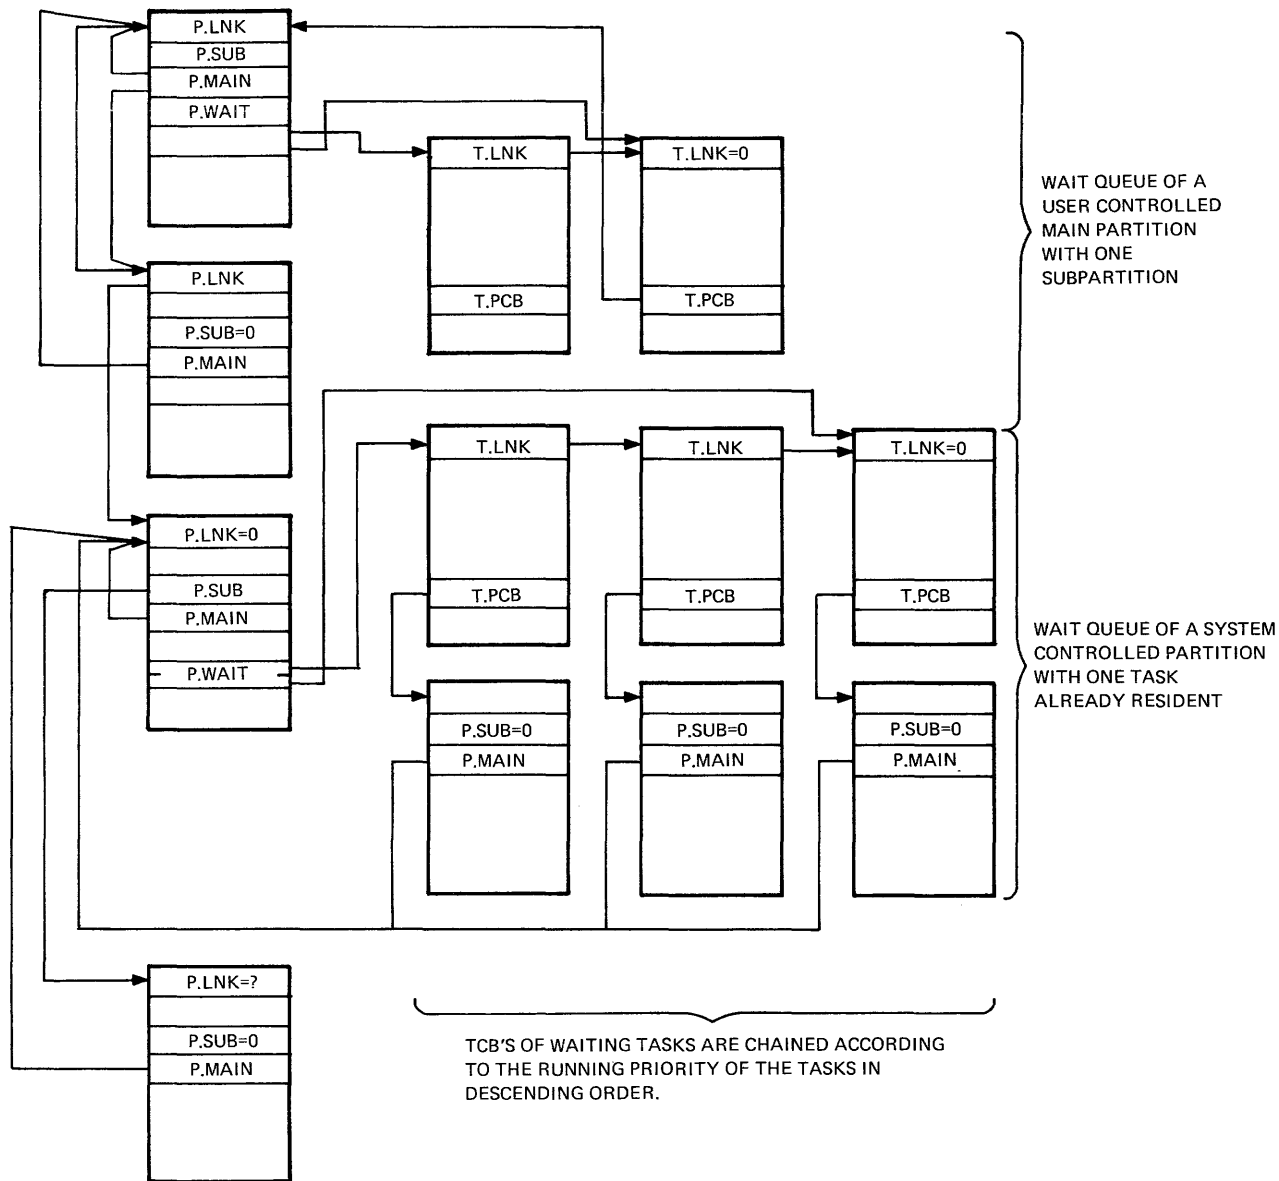 P.LNK
P.SUB
P.MAIN
P.WAIT
T.LNK
T.LNK=0
T.PCB
T.PCB
WAIT QUEUE OF A
USER CONTROLLED
MAIN PARTITION
WITH ONE
SUBPARTITION
P.LNK
P.SUB=0
P.MAIN
T.LNK
T.LNK
T.LNK=0
T.PCB
T.PCB
T.PCB
P.LNK=0
P.SUB
P.MAIN
P.WAIT
P.SUB=0
P.MAIN
P.SUB=0
P.MAIN
P.SUB=0
P.MAIN
WAIT QUEUE OF A SYSTEM
CONTROLLED PARTITION
WITH ONE TASK
ALREADY RESIDENT
P.LNK=?
P.SUB=0
P.MAIN
TCB'S OF WAITING TASKS ARE CHAINED ACCORDING
TO THE RUNNING PRIORITY OF THE TASKS IN
DESCENDING ORDER.